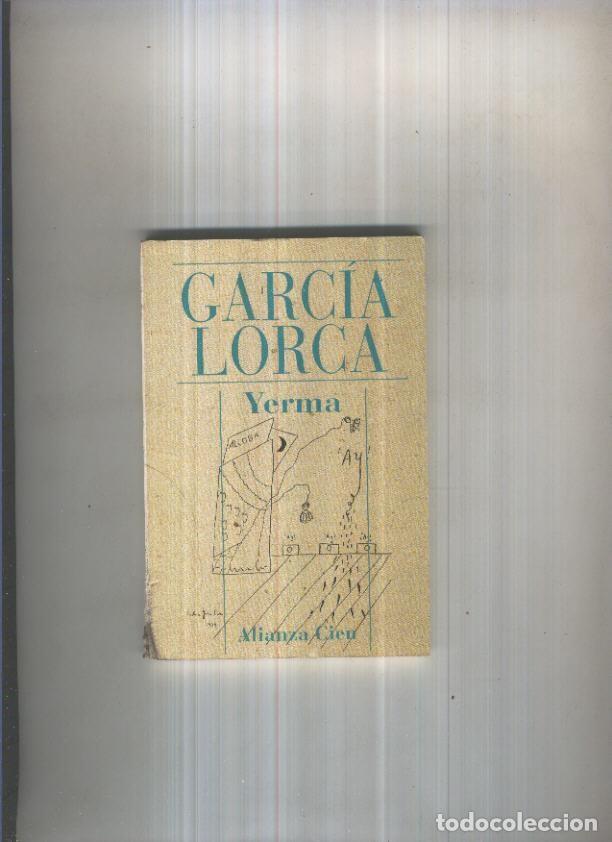 GARCÍA
LORCA
Yerma
'AY'
Alianza Cien
todocoleccion